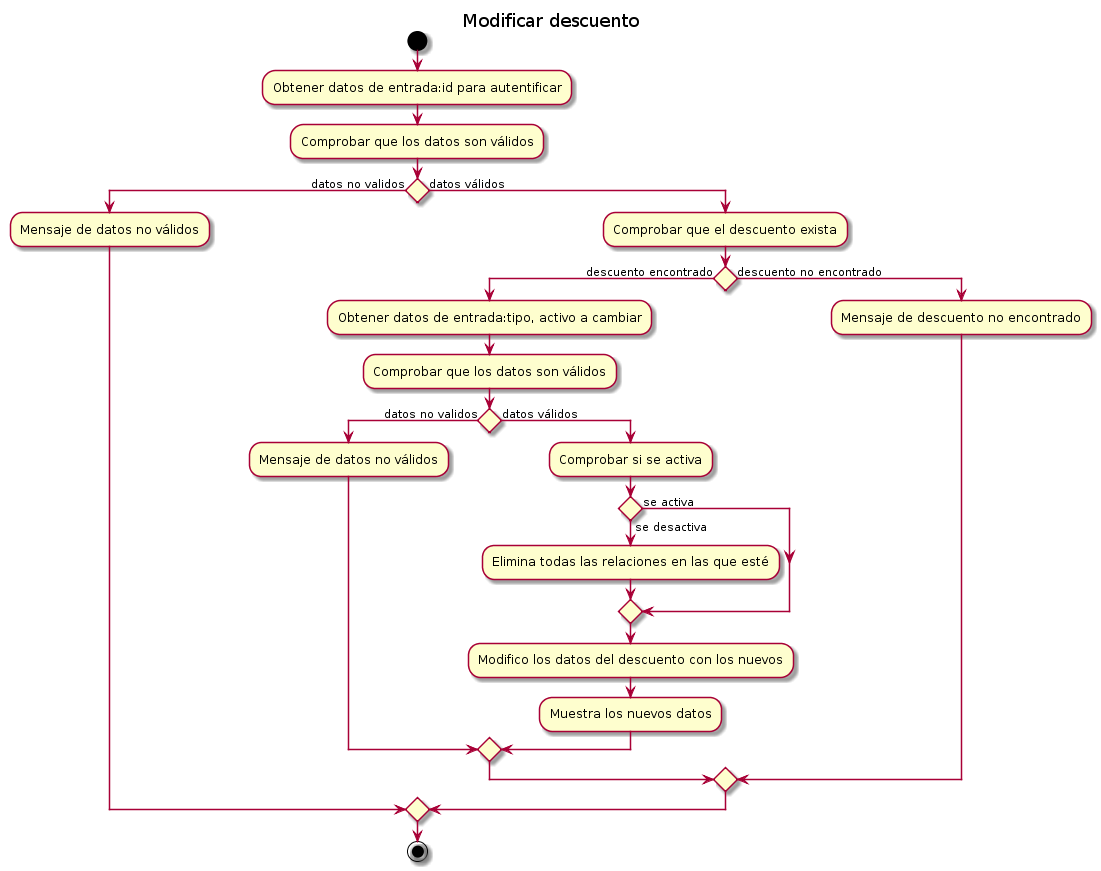 Modificar descuento
Obtener datos de entrada:id para autentificar
Comprobar que los datos son válidos
datos no validos
datos válidos
Mensaje de datos no válidos
Comprobar que el descuento exista
descuento encontrado
descuento no encontrado
Obtener datos de entrada:tipo, activo a cambiar
Mensaje de descuento no encontrado
Comprobar que los datos son válidos
datos no validos
datos válidos
Mensaje de datos no válidos
Comprobar si se activa
se activa
se desactiva
Elimina todas las relaciones en las que esté
Modifico los datos del descuento con los nuevos
Muestra los nuevos datos